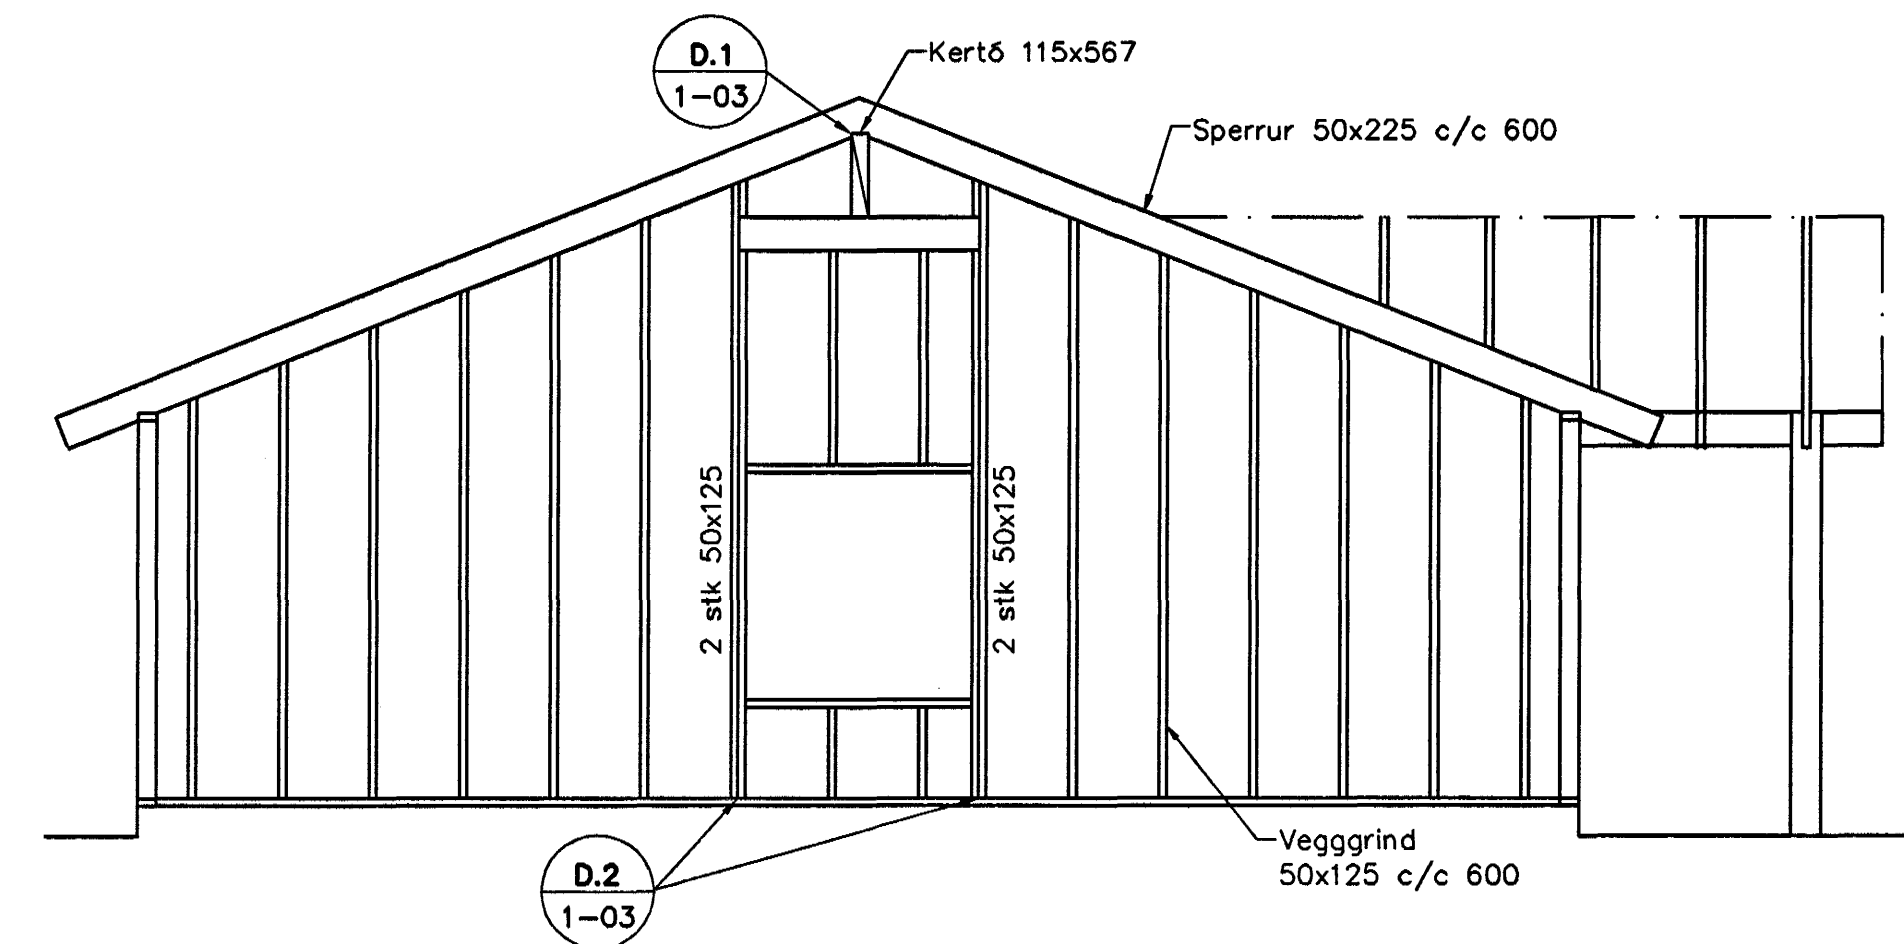 D.1
1-03
Kertó 115x567
Sperrur 50x225 c/c 600
2 stk 50x125
2 stk 50x125
Vegggrind
50x125 c/c 600
D.2
1-03